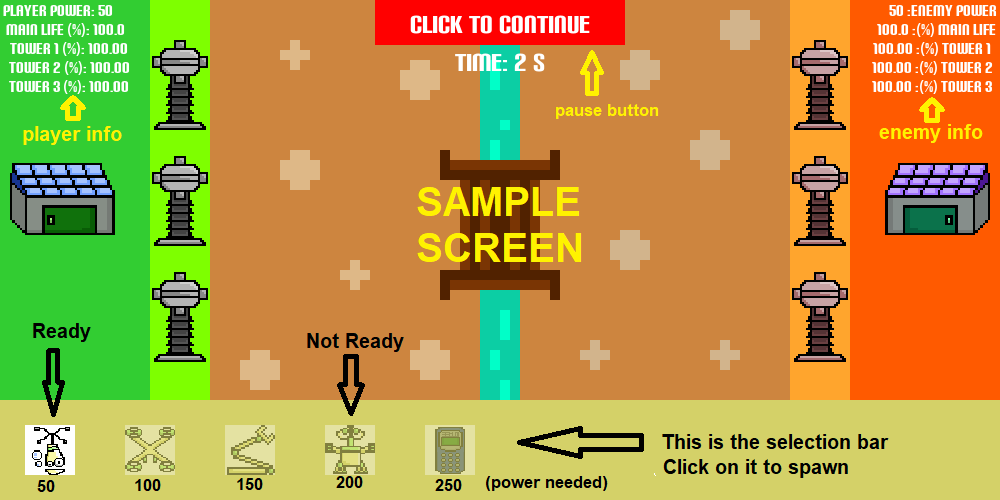 PLAYER POWER: 50
MAIN LIFE (%): 100.0
TOWER 1 (%): 100.00
TOWER 2 (%): 100.00
TOWER 3 (%): 100.00
player info
CLICK TO CONTINUE
TIME: 2 S
pause button
50 :ENEMY POWER
100.0 :(%) MAIN LIFE
100.00 :(%) TOWER 1
100.00 :(%) TOWER 2
100.00 :(%) TOWER 3
enemy info
SAMPLE
SCREEN
Ready
Not Ready
50
100
150
200
250
(power needed)
This is the selection bar
Click on it to spawn